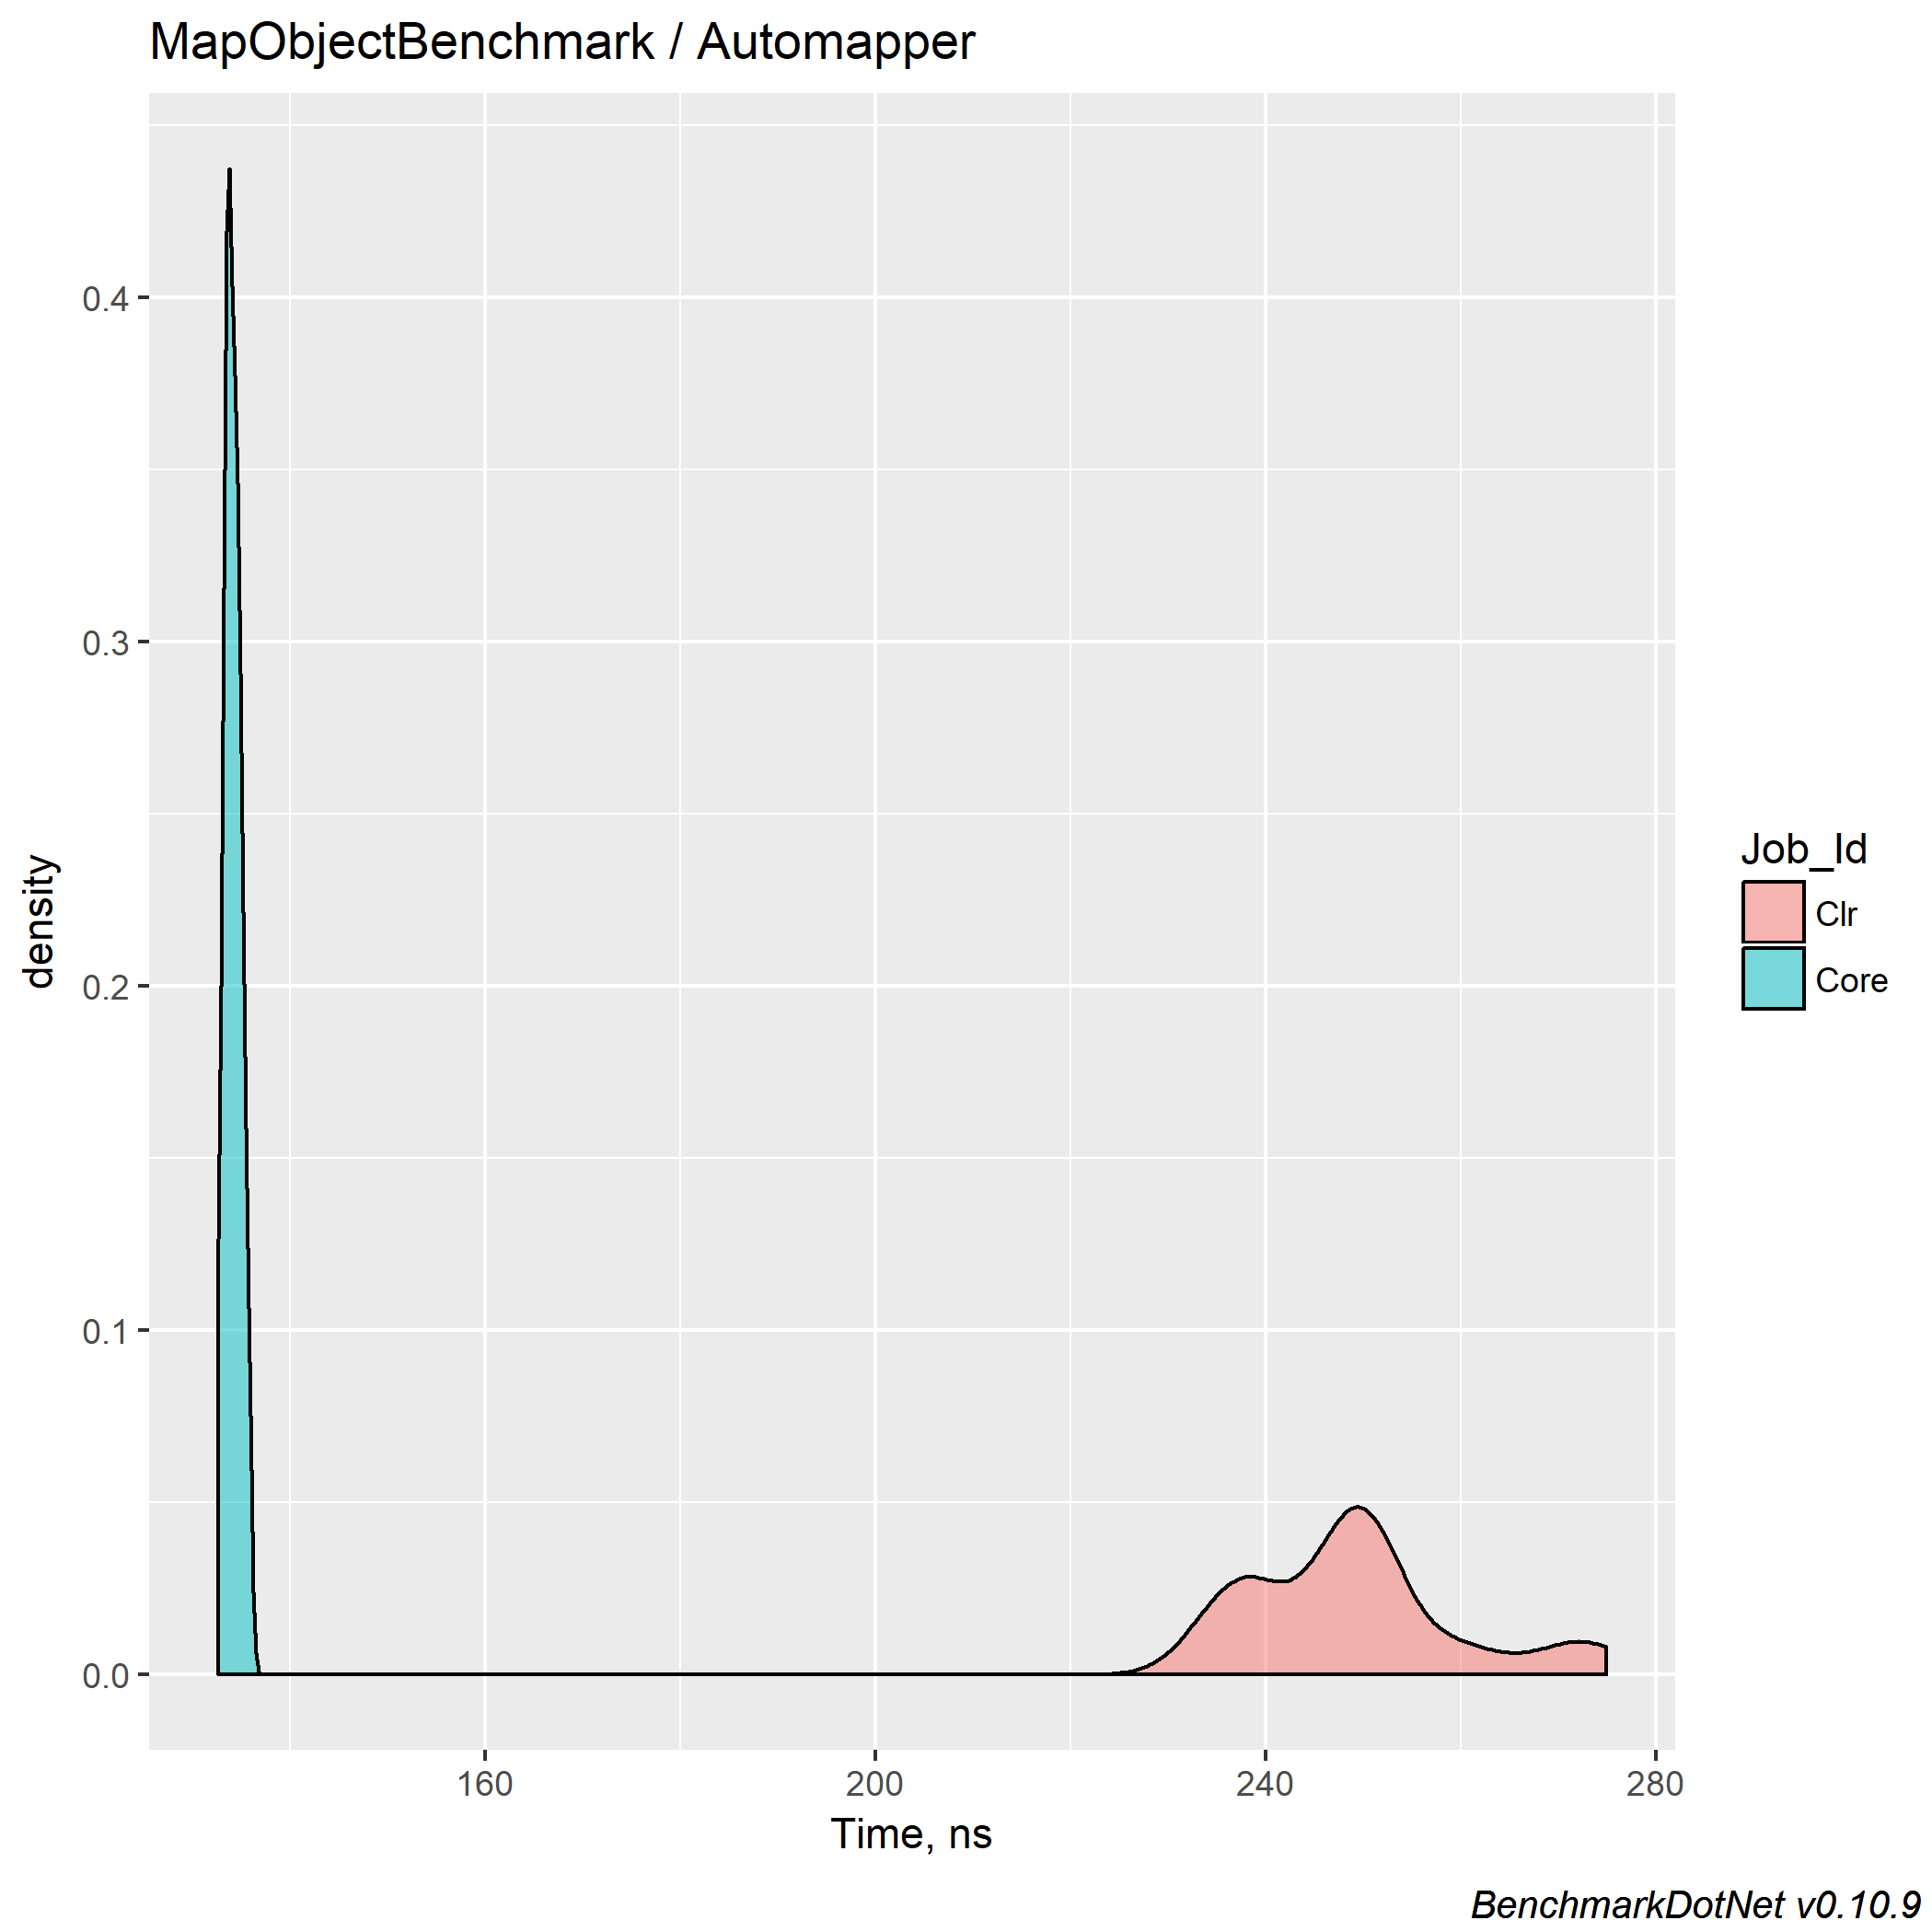 MapObjectBenchmark / Automapper
density
0.4
0.3
0.2
0.1
0.0
160
200
240
280
Time, ns
Job_Id
Clr
Core
BenchmarkDotNet v0.10.9